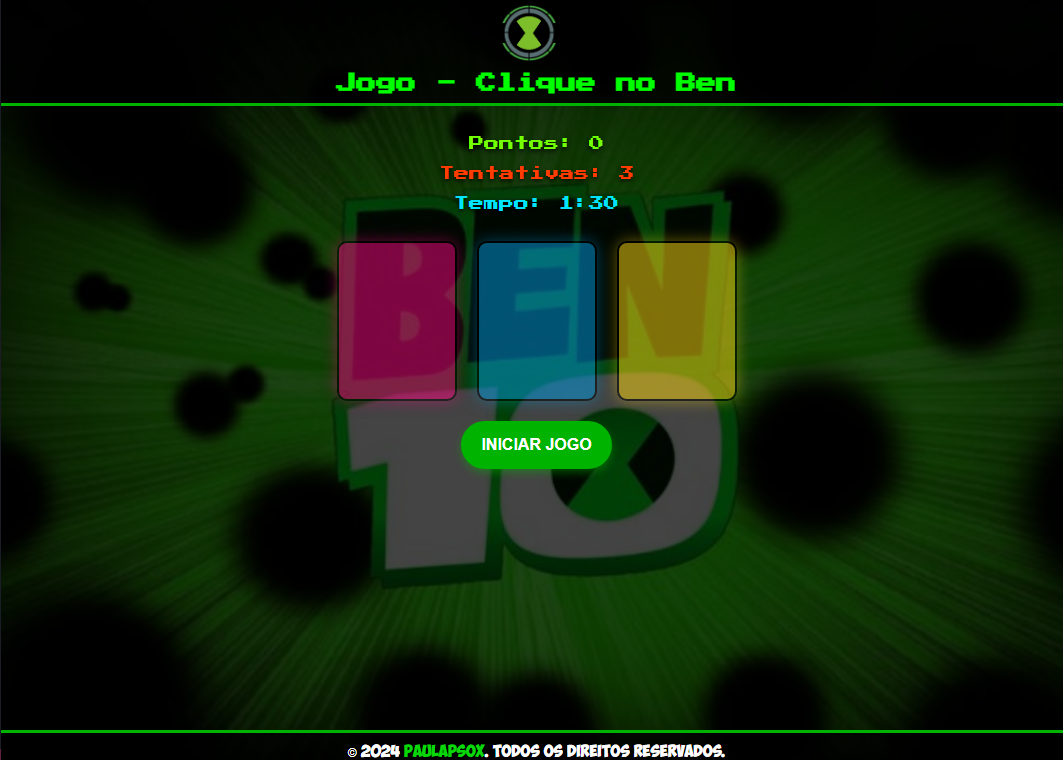 Jogo - Clique no Ben
Pontos: 0
Tentativas: 3
Tempo: 1:30
BEN
10
INICIAR JOGO
© 2024 PAULAPSOX. TODOS OS DIREITOS RESERVADOS.